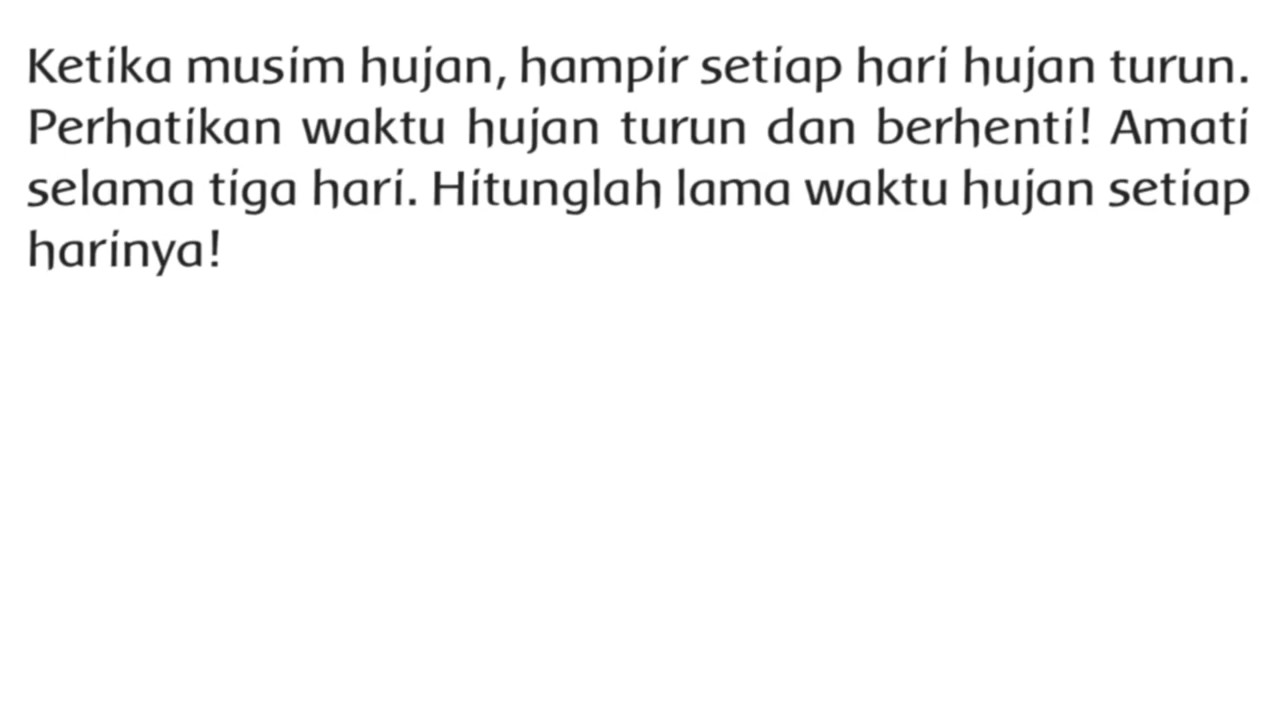 Ketika musim hujan, hampir setiap hari hujan turun.
Perhatikan waktu hujan turun dan berhenti! Amati
selama tiga hari. Hitunglah lama waktu hujan setiap
harinya!